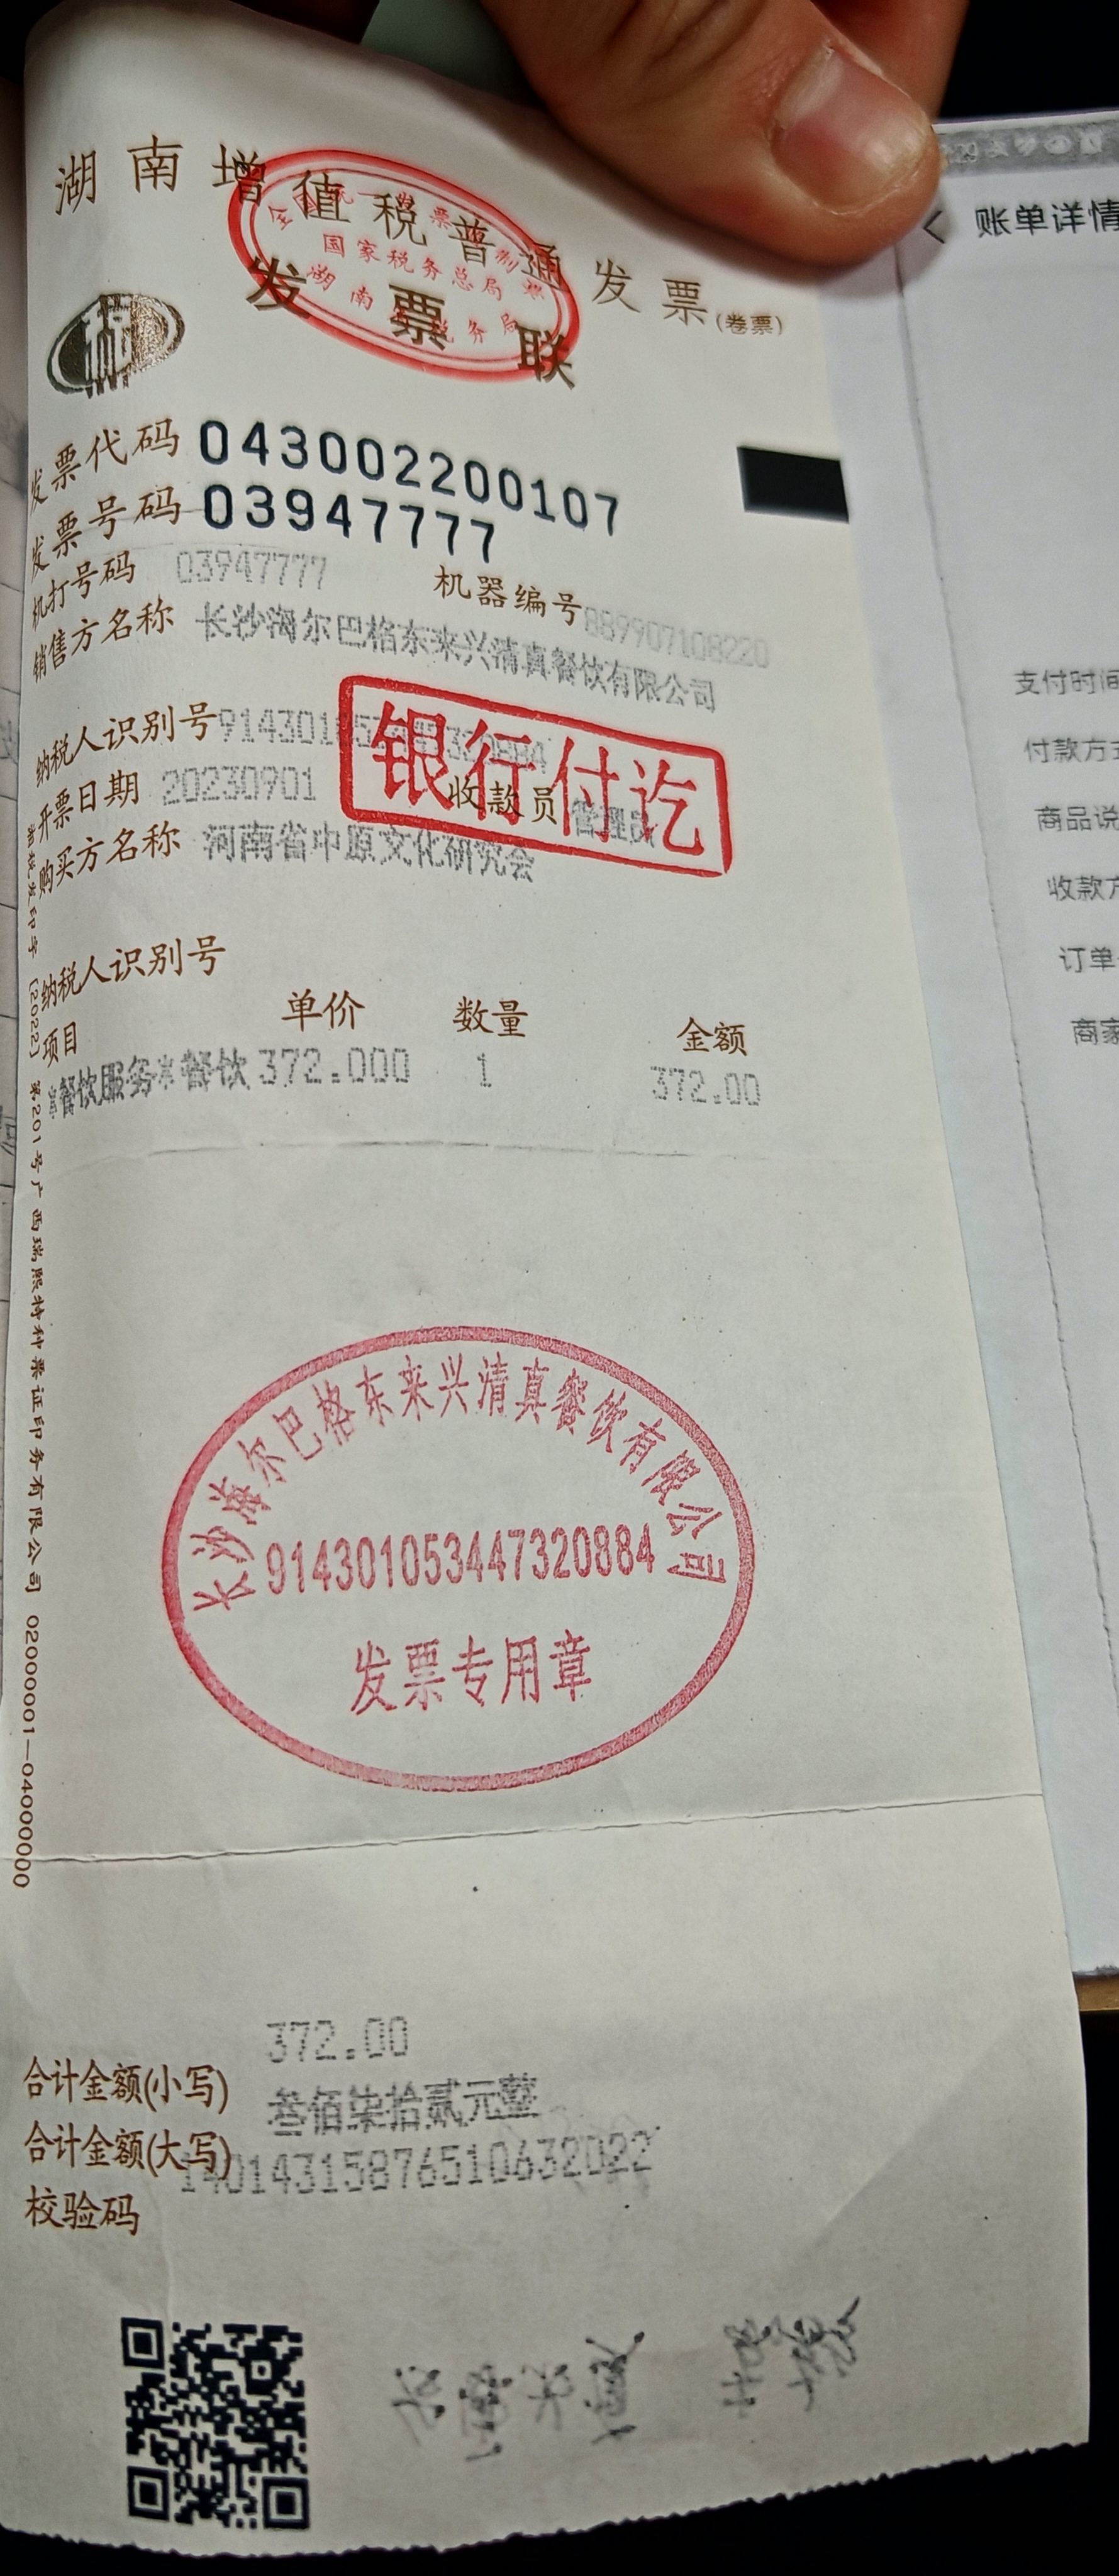 湖南增值税普通发票(卷票)
发票联
全国统一发票监制章
国家税务总局
湖南省税务局
税
发票代码 043002200107
发票号码 03947777
机打号码 03947777 机器编号 889907108220
销售方名称 长沙海尔巴格东来兴清真餐饮有限公司
纳税人识别号 914301053447320884
银行付讫
开票日期 20230901 收款员 管理员
购买方名称 河南省中原文化研究会
纳税人识别号
项目 单价 数量 金额
*餐饮服务*餐饮 372.000 1 372.00
长沙海尔巴格东来兴清真餐饮有限公司
914301053447320884
发票专用章
合计金额(小写) 372.00
合计金额(大写) 叁佰柒拾贰元整
校验码 14014315876510632022
湘税发印字〔2022〕第201号广西瑞熙特种票证印务有限公司 0200001—0400000
< 账单详情
支付时间
付款方式
商品说
收款方
订单
商家